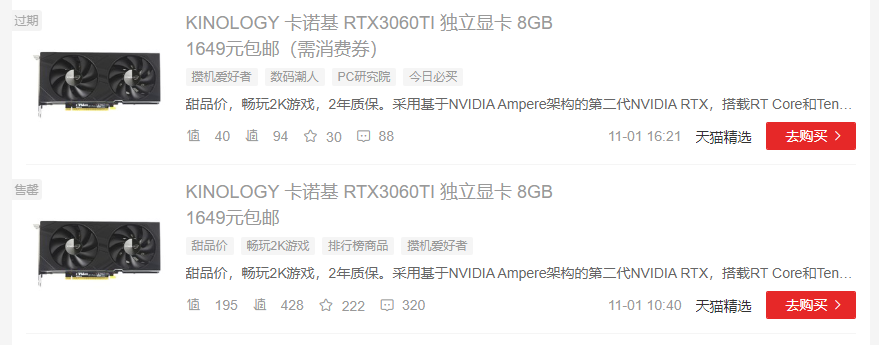 过期
KINOLOGY 卡诺基 RTX3060TI 独立显卡 8GB
1649元包邮（需消费券）
攒机爱好者 数码潮人 PC研究院 今日必买
甜品价，畅玩2K游戏，2年质保。采用基于NVIDIA Ampere架构的第二代NVIDIA RTX，搭载RT Core和Ten…
值 40 值 94 30 88 11-01 16:21 天猫精选 去购买
售罄
KINOLOGY 卡诺基 RTX3060TI 独立显卡 8GB
1649元包邮
甜品价 畅玩2K游戏 排行榜商品 攒机爱好者
甜品价，畅玩2K游戏，2年质保。采用基于NVIDIA Ampere架构的第二代NVIDIA RTX，搭载RT Core和Ten…
值 195 值 428 222 320 11-01 10:40 天猫精选 去购买